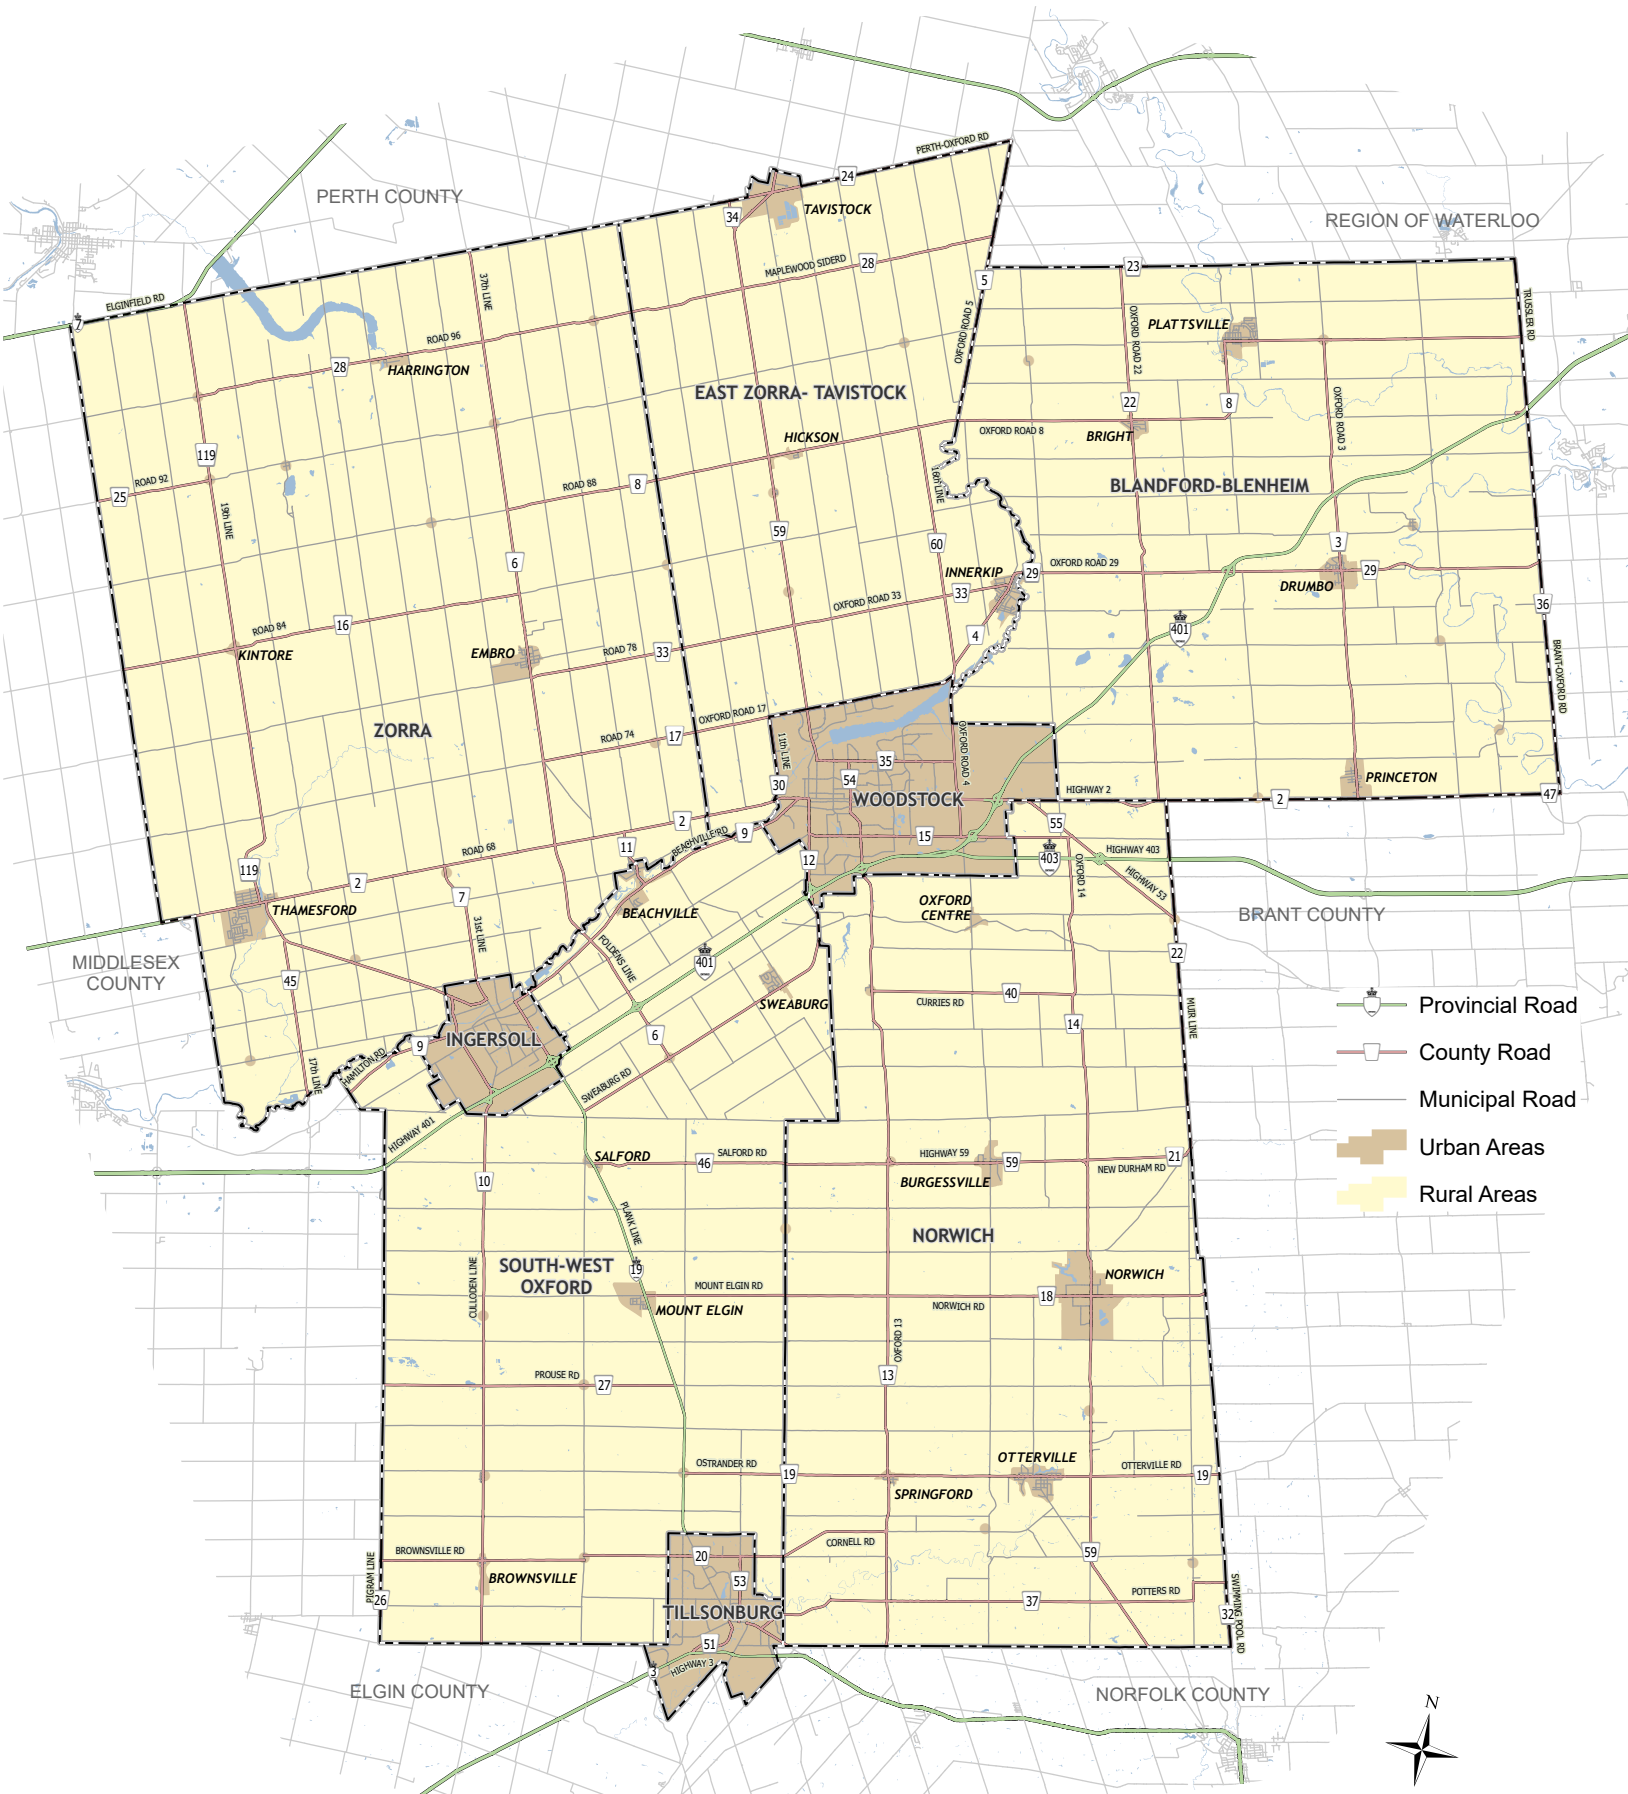 PERTH-OXFORD RD
24
PERTH COUNTY
TAVISTOCK
34
REGION OF WATERLOO
MAPLEWOOD SIDERD
28
23
5
37th LINE
ELGINFIELD RD
7
TRUSSLER RD
OXFORD ROAD 5
OXFORD ROAD 22
PLATTSVILLE
ROAD 96
28
HARRINGTON
EAST ZORRA- TAVISTOCK
22
8
OXFORD ROAD 3
HICKSON
OXFORD ROAD 8
BRIGHT
119
16th LINE
BLANDFORD-BLENHEIM
ROAD 92
25
ROAD 88
8
19th LINE
59
60
3
6
INNERKIP
29
OXFORD ROAD 29
DRUMBO
29
33
OXFORD ROAD 33
36
ROAD 84
16
4
401
KINTORE
EMBRO
ROAD 78
33
BRANT-OXFORD RD
ZORRA
OXFORD ROAD 17
ROAD 74
17
11th LINE
OXFORD ROAD 4
35
54
30
WOODSTOCK
PRINCETON
HIGHWAY 2
2
47
2
BEACHVILLE RD
9
15
55
11
ROAD 68
12
403
HIGHWAY 403
OXFORD 14
HIGHWAY 53
119
2
7
THAMESFORD
BEACHVILLE
OXFORD
CENTRE
BRANT COUNTY
31st LINE
FOLDENS LINE
22
MIDDLESEX
COUNTY
401
45
SWEABURG
CURRIES RD
40
MUIR LINE
Provincial Road
14
INGERSOLL
9
6
County Road
HAMILTON RD
17th LINE
SWEABURG RD
Municipal Road
HIGHWAY 401
SALFORD
46
SALFORD RD
HIGHWAY 59
59
NEW DURHAM RD
21
Urban Areas
10
BURGESSVILLE
Rural Areas
PLANK LINE
NORWICH
SOUTH-WEST
OXFORD
19
CULLODEN LINE
MOUNT ELGIN RD
NORWICH
18
NORWICH RD
MOUNT ELGIN
OXFORD 13
PROUSE RD
27
13
OSTRANDER RD
19
OTTERVILLE
OTTERVILLE RD
19
SPRINGFORD
CORNELL RD
BROWNSVILLE RD
20
59
PIGRAM LINE
BROWNSVILLE
53
POTTERS RD
26
37
SWIMMING POOL RD
TILLSONBURG
32
51
3
HIGHWAY 3
ELGIN COUNTY
NORFOLK COUNTY
N